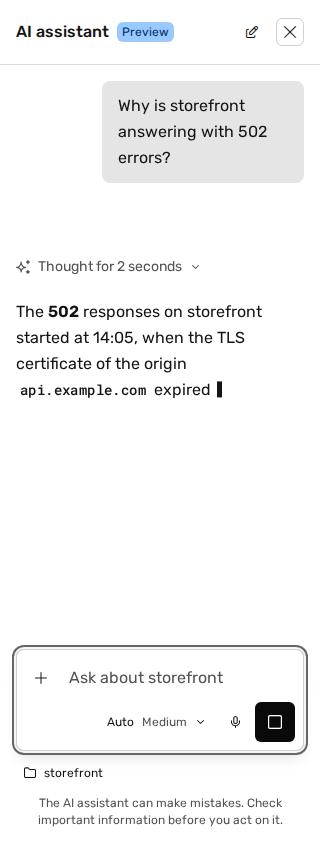 AI assistant Preview
Why is storefront
answering with 502
errors?
Thought for 2 seconds
The 502 responses on storefront
started at 14:05, when the TLS
certificate of the origin
api.example.com expired
Ask about storefront
Auto Medium
storefront
The AI assistant can make mistakes. Check
important information before you act on it.